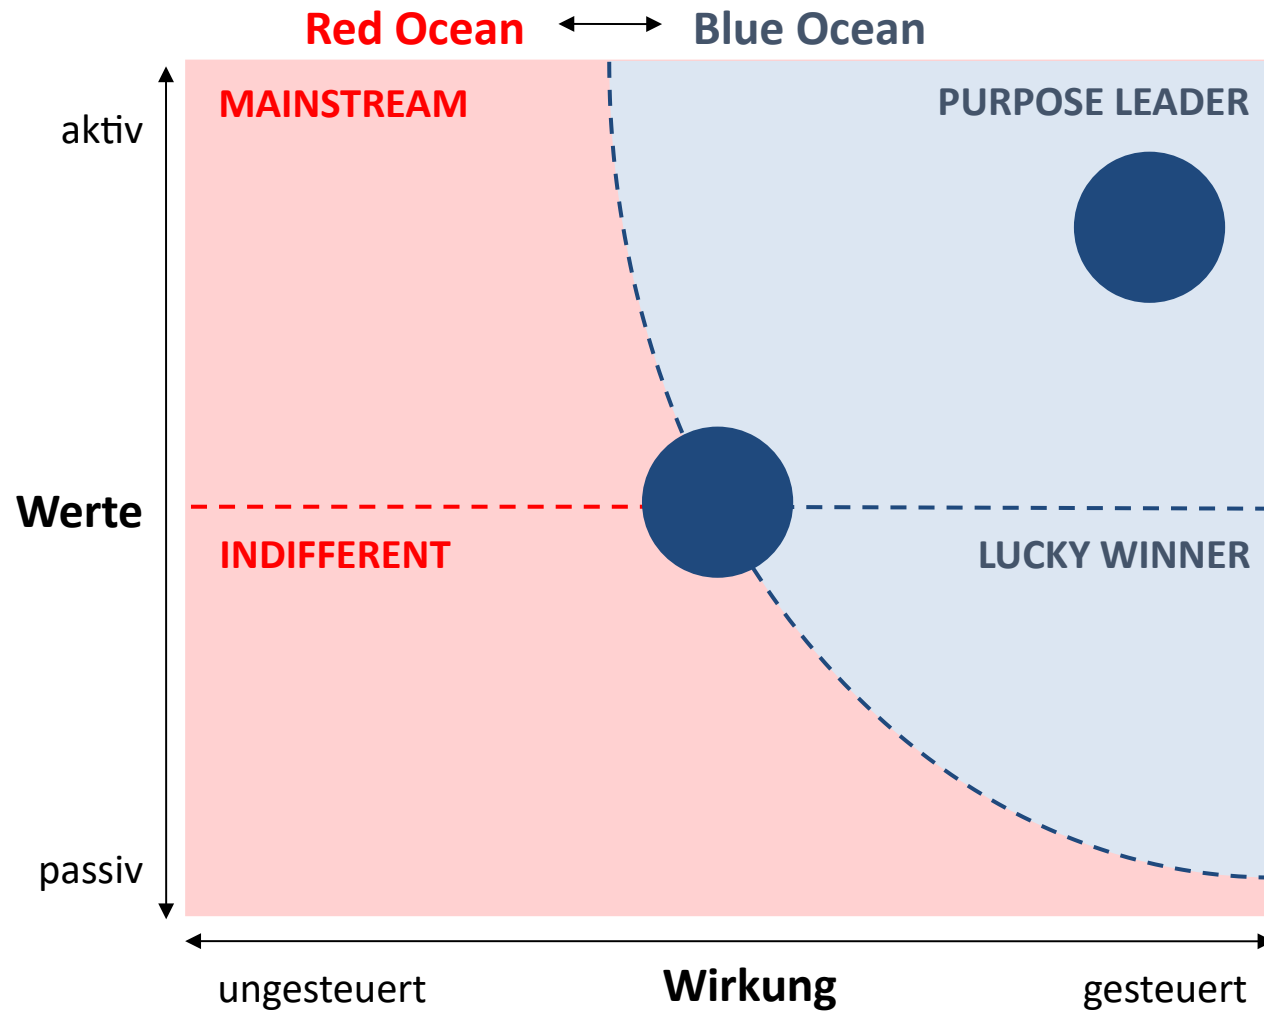 Red Ocean Blue Ocean
MAINSTREAM PURPOSE LEADER
aktiv
Werte
INDIFFERENT LUCKY WINNER
passiv
ungesteuert Wirkung gesteuert